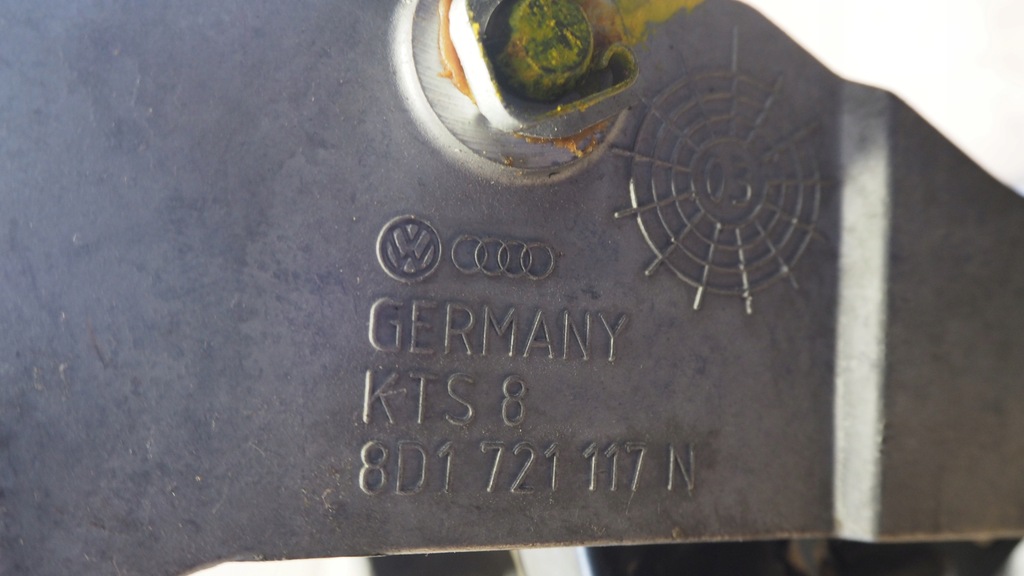 03
GERMANY
KTS 8
8D1 721 117 N